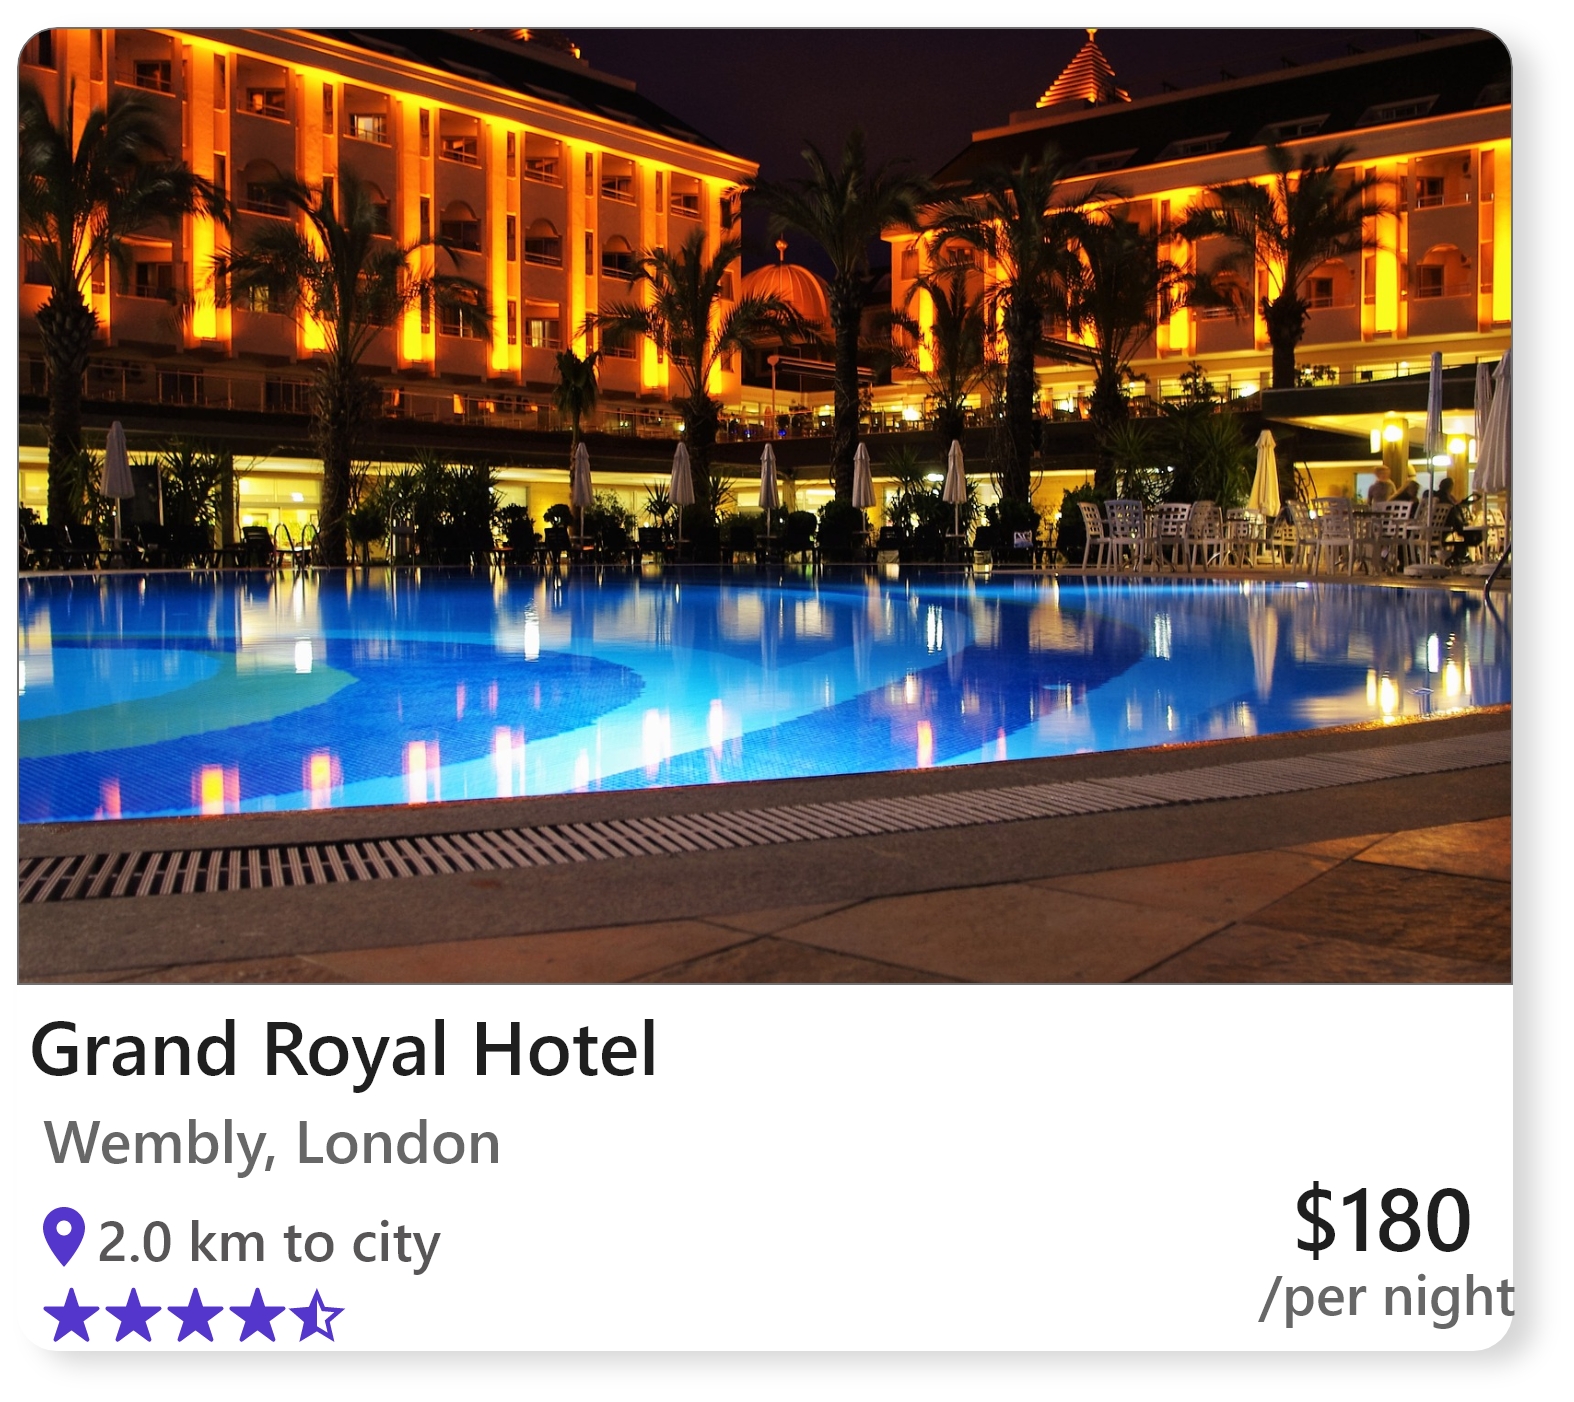 Grand Royal Hotel
Wembly, London
2.0 km to city
$180
/per night